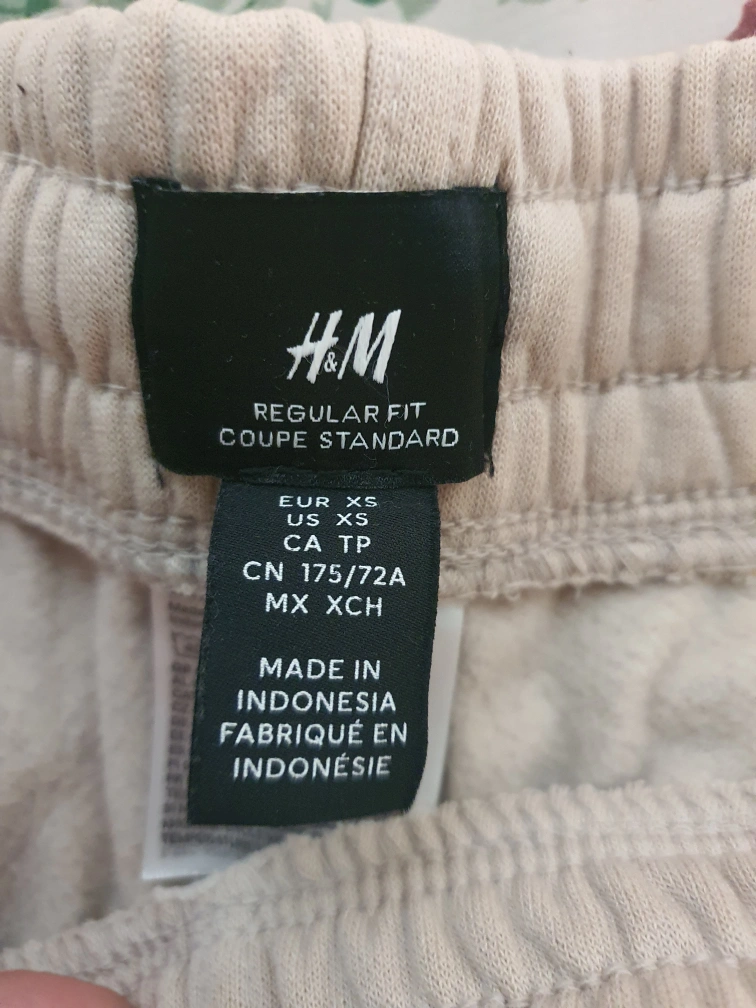 H&M
REGULAR FIT
COUPE STANDARD
EUR XS
US XS
CA TP
CN 175/72A
MX XCH
MADE IN
INDONESIA
FABRIQUÉ EN
INDONÉSIE